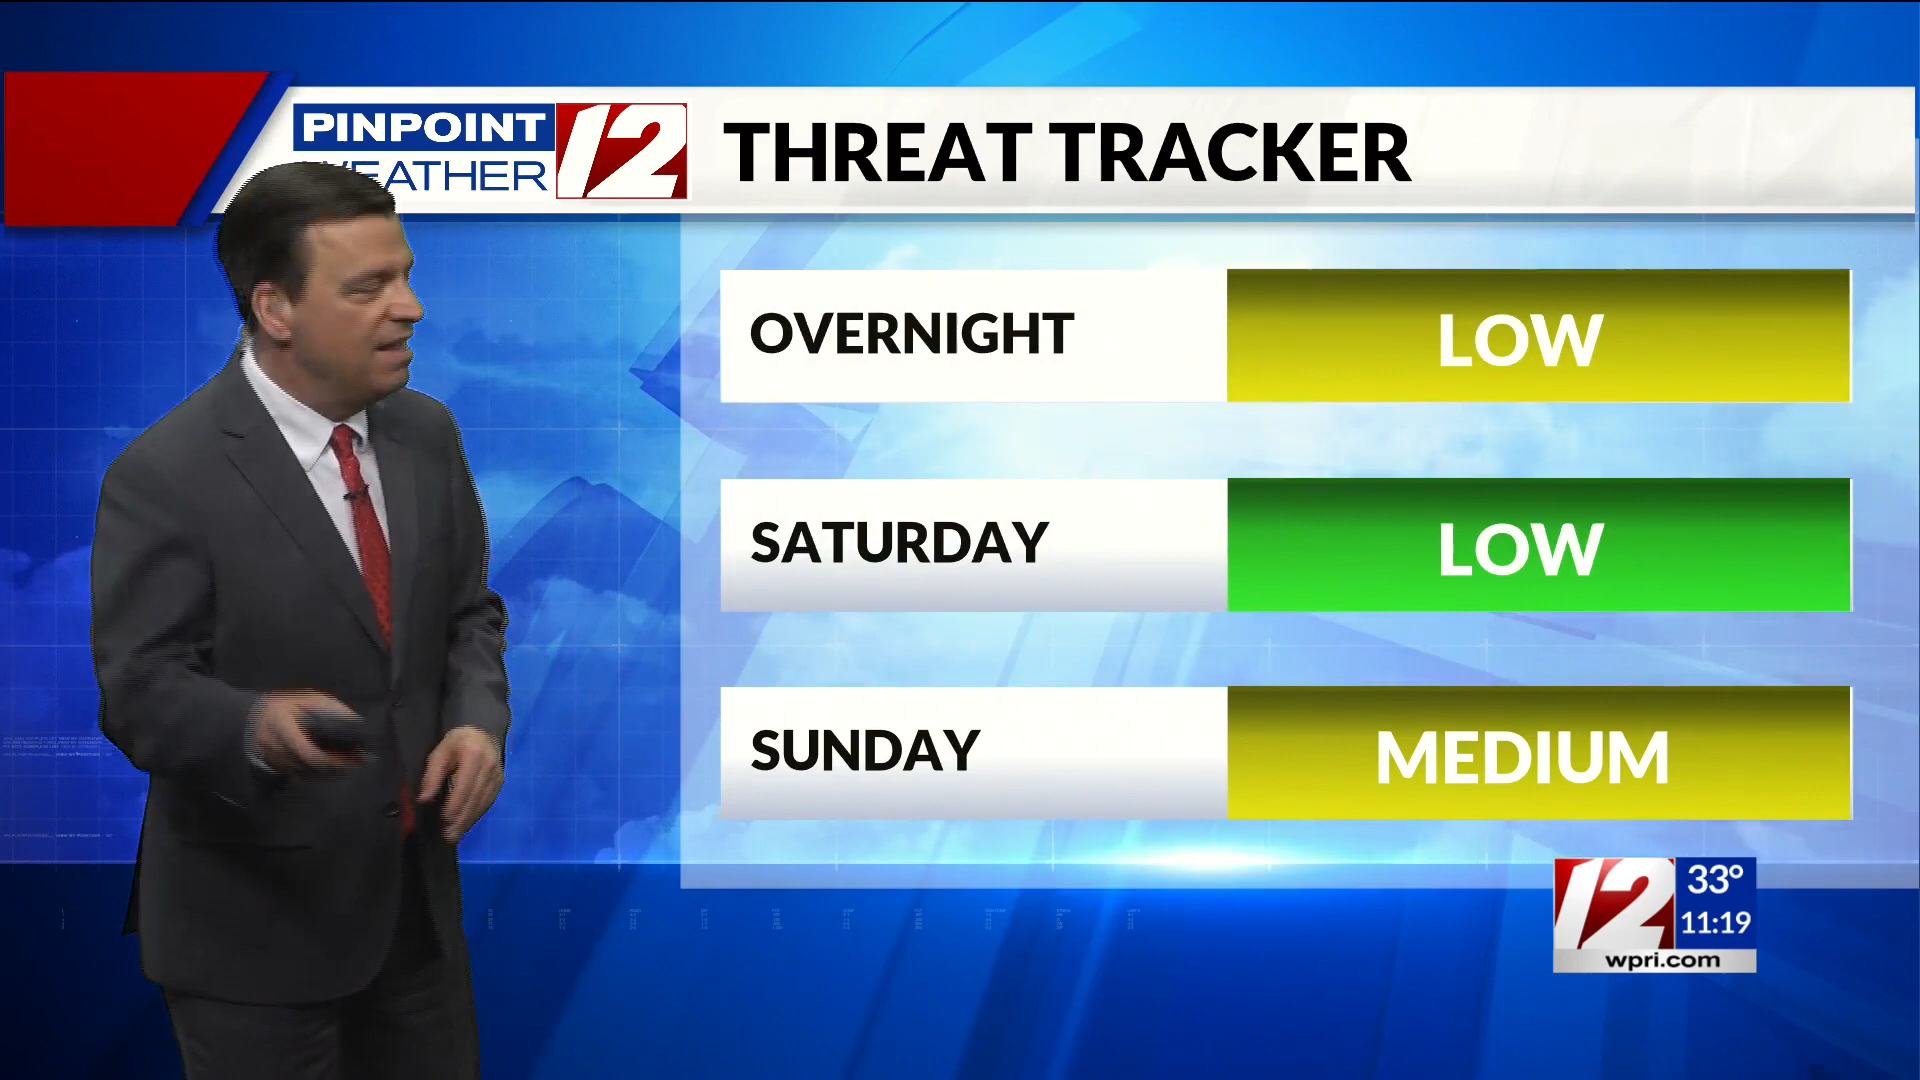 PINPOINT
WEATHER
12
THREAT TRACKER
OVERNIGHT
LOW
SATURDAY
LOW
SUNDAY
MEDIUM
12
33°
11:19
wpri.com